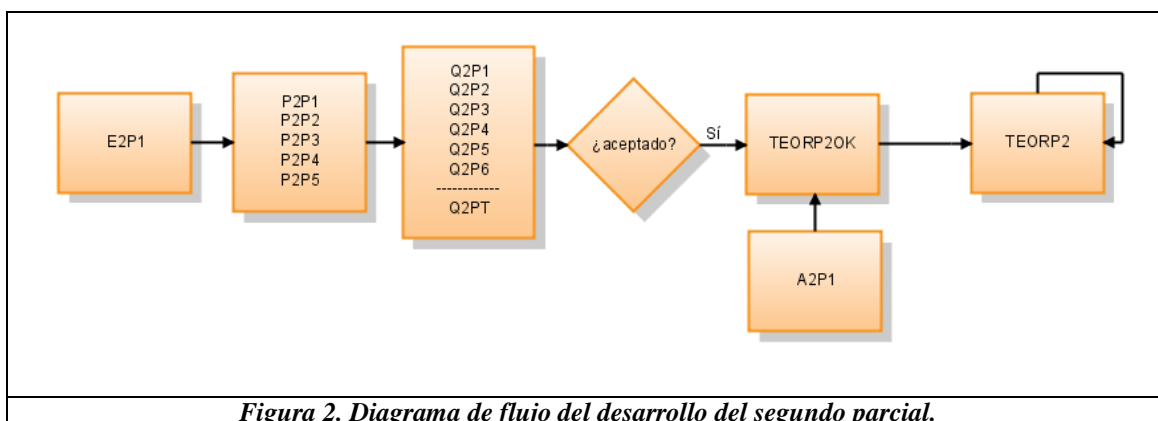 E2P1
P2P1
P2P2
P2P3
P2P4
P2P5
Q2P1
Q2P2
Q2P3
Q2P4
Q2P5
Q2P6
------------
Q2PT
¿aceptado?
Sí
TEORP2OK
TEORP2
A2P1
Figura 2. Diagrama de flujo del desarrollo del segundo parcial.